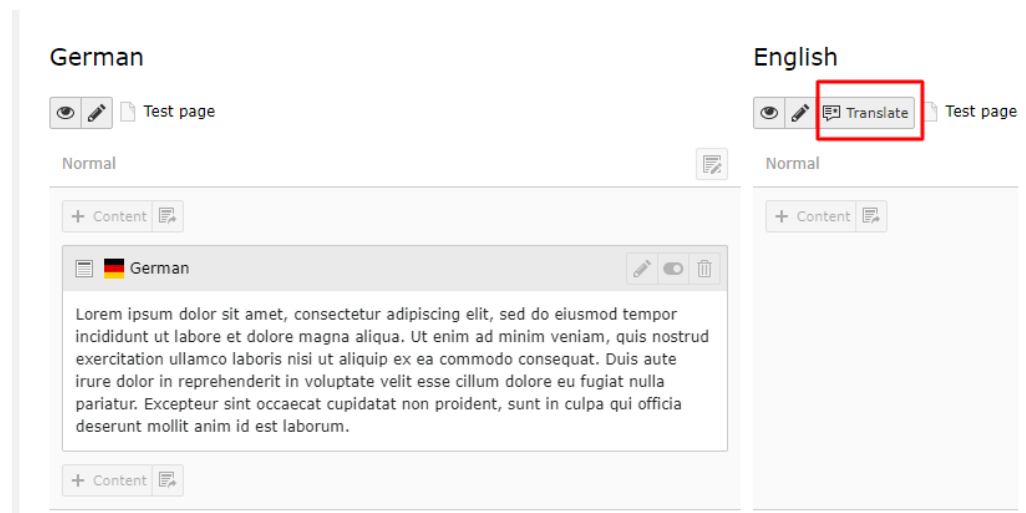 German
English
Test page
Translate
Test page
Normal
Normal
+ Content
+ Content
German
Lorem ipsum dolor sit amet, consectetur adipiscing elit, sed do eiusmod tempor
incididunt ut labore et dolore magna aliqua. Ut enim ad minim veniam, quis nostrud
exercitation ullamco laboris nisi ut aliquip ex ea commodo consequat. Duis aute
irure dolor in reprehenderit in voluptate velit esse cillum dolore eu fugiat nulla
pariatur. Excepteur sint occaecat cupidatat non proident, sunt in culpa qui officia
deserunt mollit anim id est laborum.
+ Content